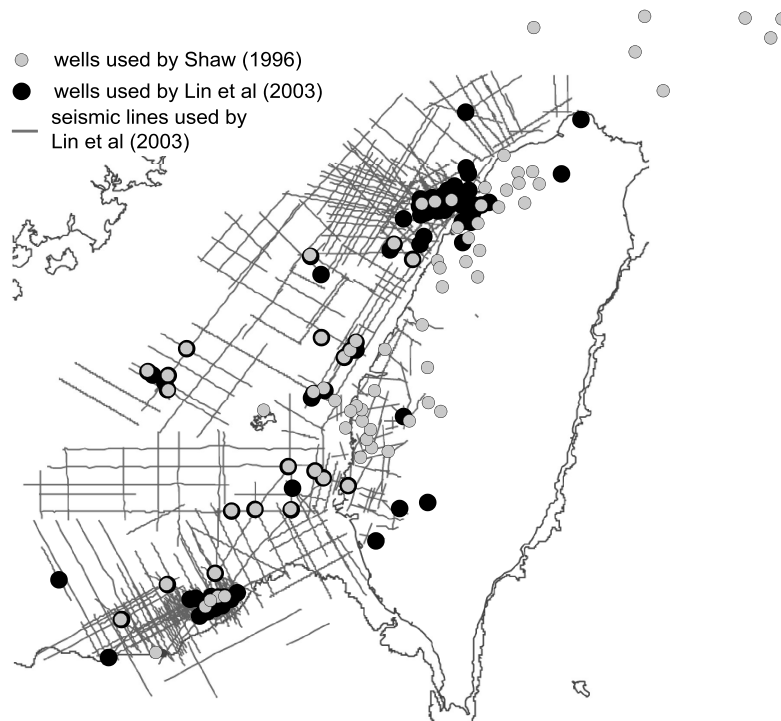 wells used by Shaw (1996)
wells used by Lin et al (2003)
seismic lines used by
Lin et al (2003)